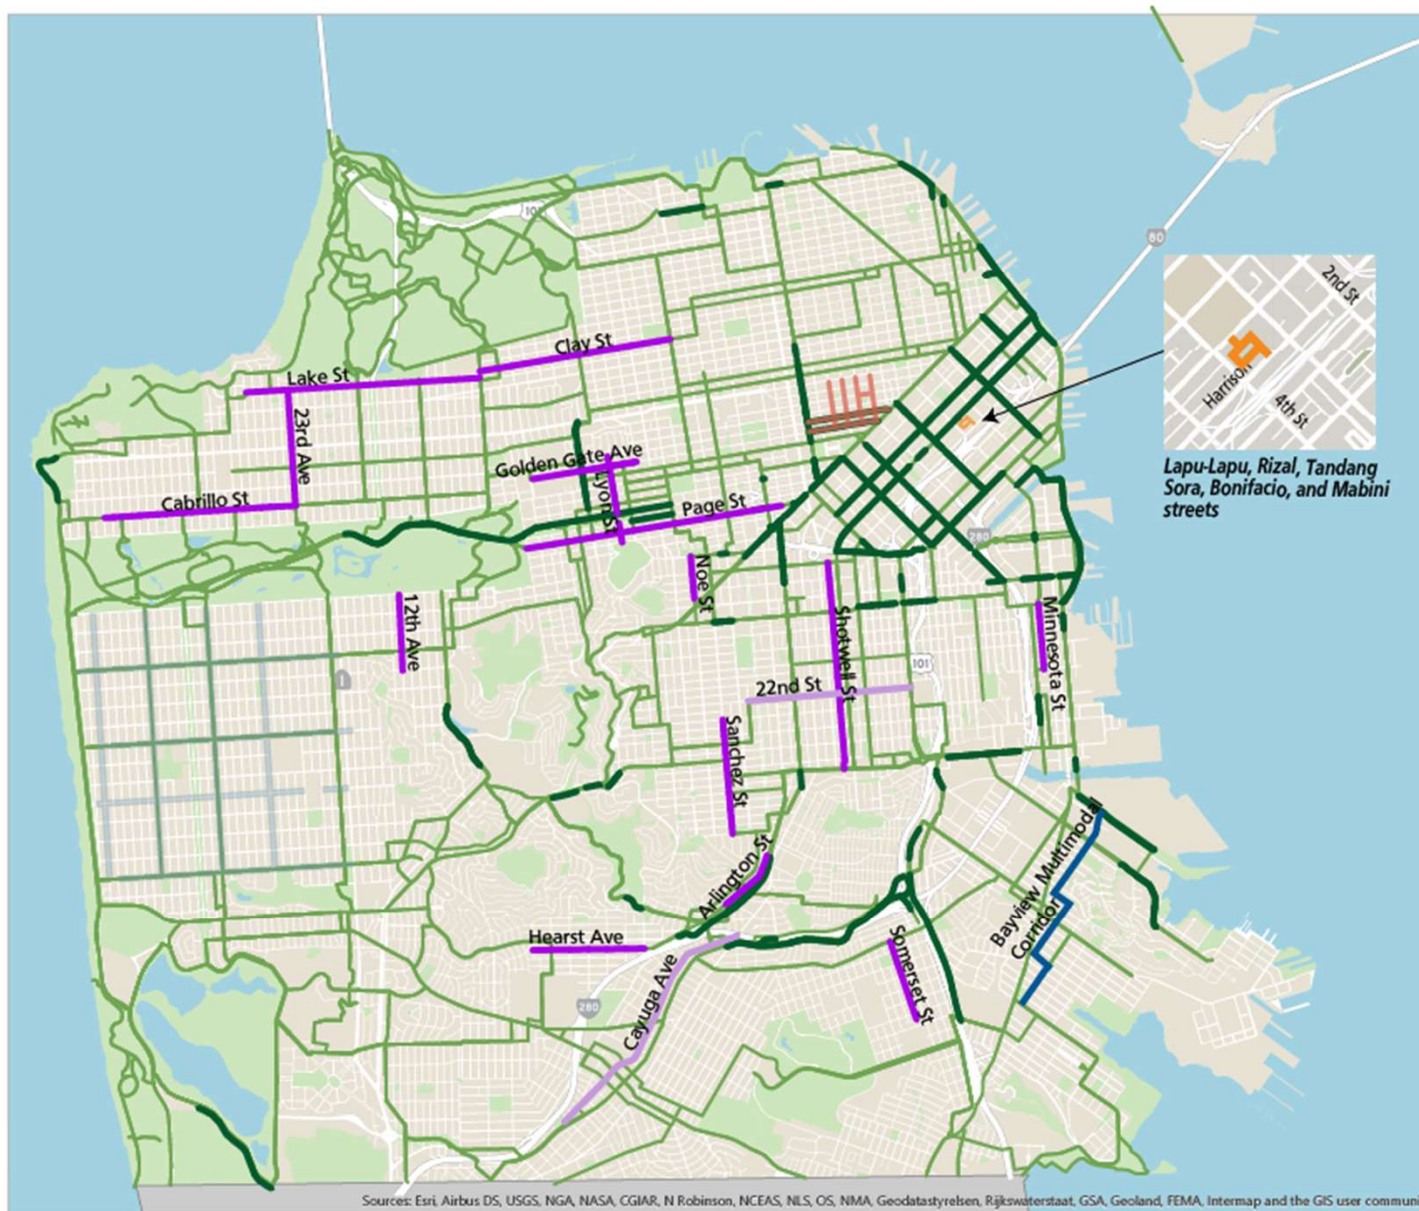 101
80
2nd St
Harrison
4th St
Lapu-Lapu, Rizal, Tandang
Sora, Bonifacio, and Mabini
streets
Clay St
Lake St
23rd Ave
Golden Gate Ave
Lyon St
Cabrillo St
Page St
280
Noe St
12th Ave
Shotwell St
Minnesota St
101
1
22nd St
Sanchez St
Arlington St
Bayview Multimodal
Corridor
Hearst Ave
Somerset St
Cayuga Ave
280
Sources: Esri, Airbus DS, USGS, NGA, NASA, CGIAR, N Robinson, NCEAS, NLS, OS, NMA, Geodatastyrelsen, Rijkswaterstaat, GSA, Geoland, FEMA, Intermap and the GIS user commun